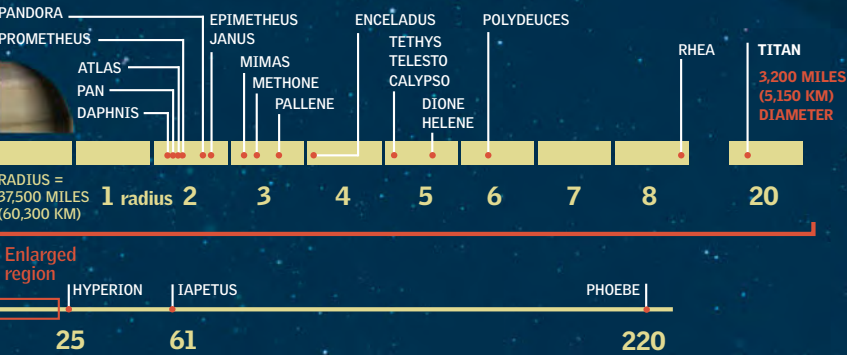 PANDORA
PROMETHEUS
ATLAS
PAN
DAPHNIS
EPIMETHEUS
JANUS
MIMAS
METHONE
PALLENE
ENCELADUS
TETHYS
TELESTO
CALYPSO
DIONE
HELENE
POLYDEUCES
RHEA
TITAN
3,200 MILES
(5,150 KM)
DIAMETER
RADIUS =
37,500 MILES
(60,300 KM)
1 radius 2 3 4 5 6 7 8 20
Enlarged
region
HYPERION IAPETUS PHOEBE
25 61 220